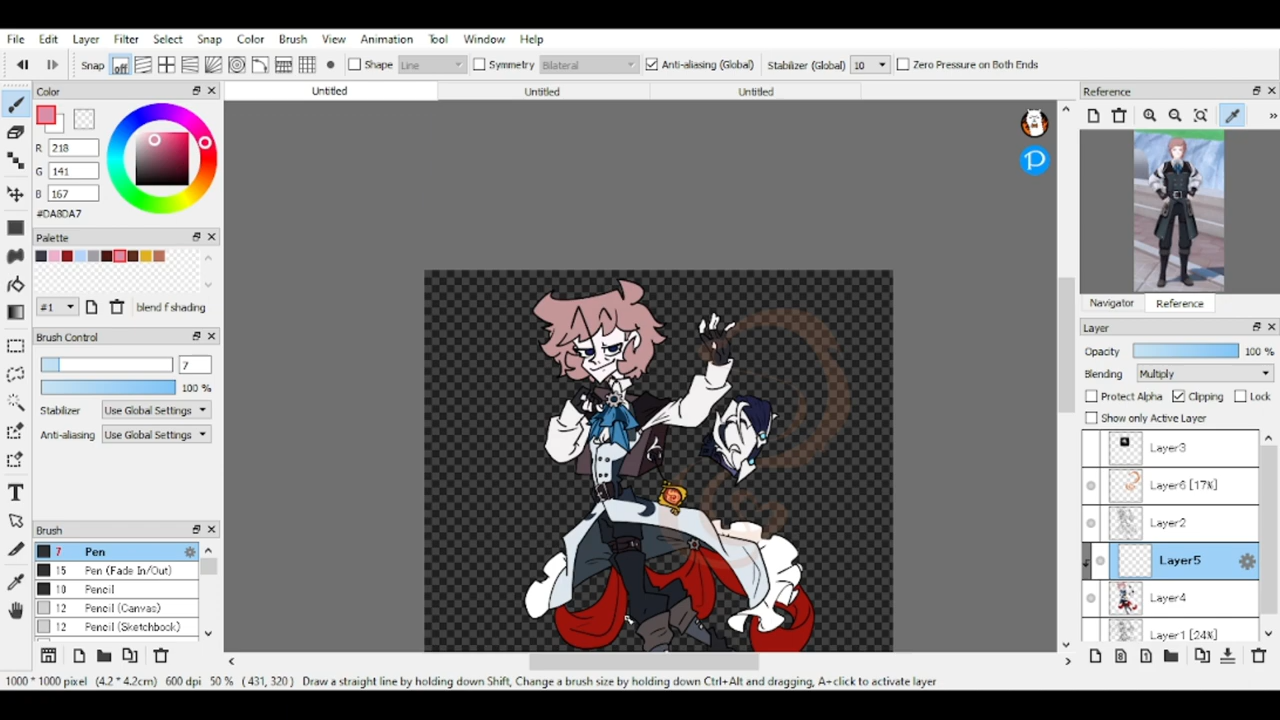 File Edit Layer Filter Select Snap Color Brush View Animation Tool Window Help
Snap off Shape Line Symmetry Bilateral Anti-aliasing (Global) Stabilizer (Global) 10 Zero Pressure on Both Ends
Color
R 218
G 141
B 167
#DA8DA7
Palette
#1 blend f shading
Brush Control
7
100 %
Stabilizer Use Global Settings
Anti-aliasing Use Global Settings
Brush
7 Pen
15 Pen (Fade In/Out)
10 Pencil
12 Pencil (Canvas)
12 Pencil (Sketchbook)
Untitled Untitled Untitled
Reference
Navigator Reference
Layer
Opacity 100 %
Blending Multiply
Protect Alpha Clipping Lock
Show only Active Layer
Layer3
Layer6 [17%]
Layer2
Layer5
Layer4
Layer1 [24%]
1000 * 1000 pixel (4.2 * 4.2cm) 600 dpi 50 % ( 431, 320 ) Draw a straight line by holding down Shift, Change a brush size by holding down Ctrl+Alt and dragging, A+click to activate layer